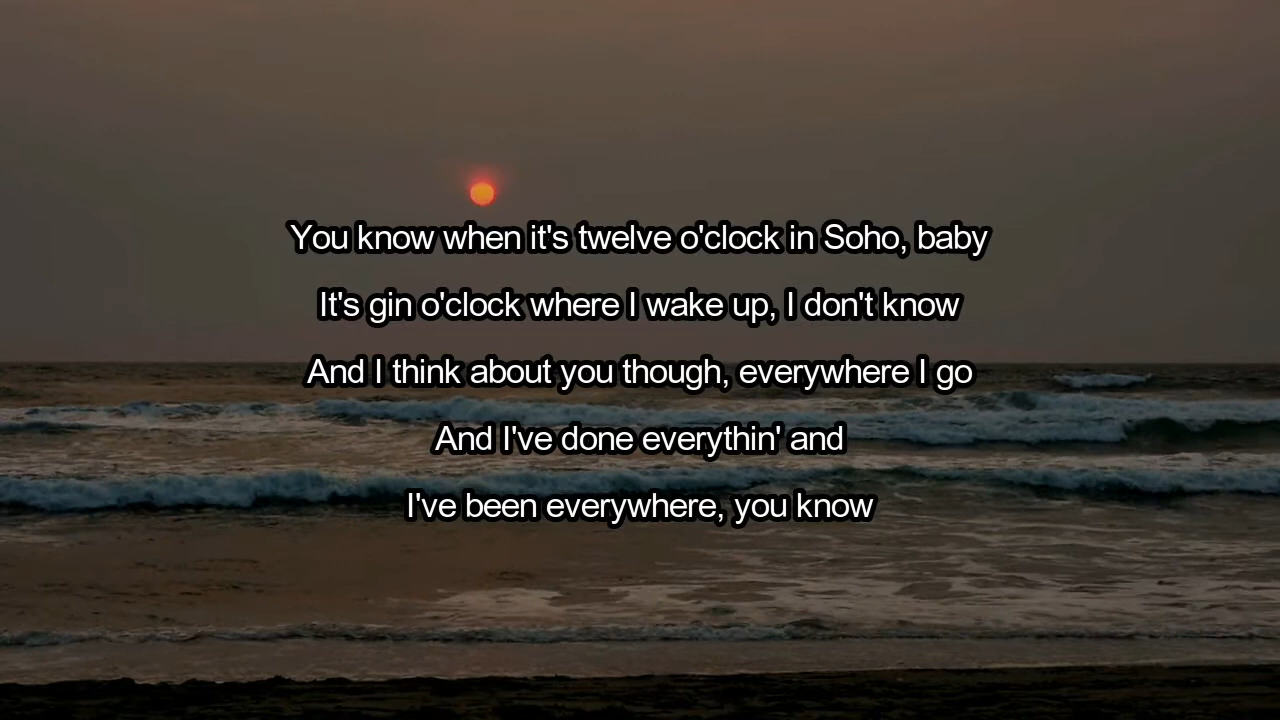 You know when it's twelve o'clock in Soho, baby
It's gin o'clock where I wake up, I don't know
And I think about you though, everywhere I go
And I've done everythin' and
I've been everywhere, you know